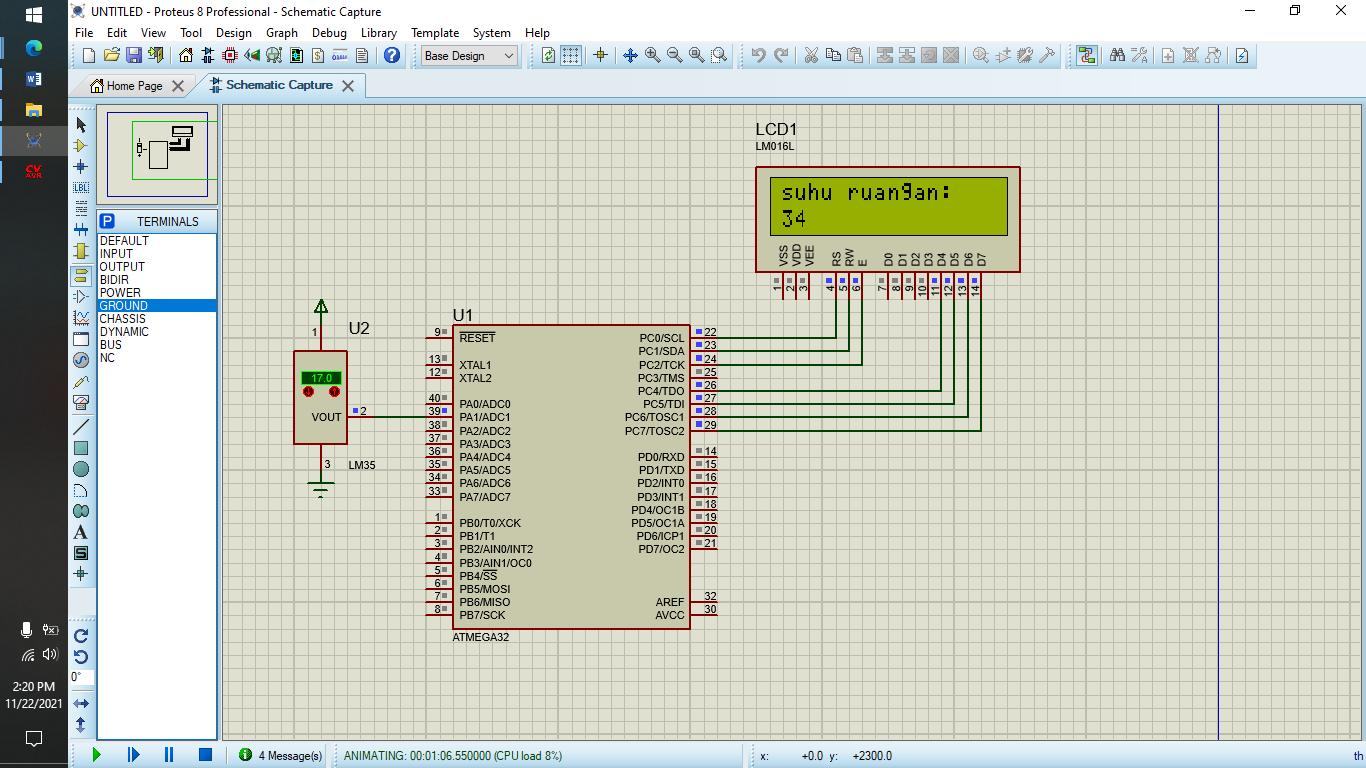 UNTITLED - Proteus 8 Professional - Schematic Capture
File Edit View Tool Design Graph Debug Library Template System Help
Base Design
Home Page Schematic Capture
LBL
P TERMINALS
DEFAULT
INPUT
OUTPUT
BIDIR
POWER
GROUND
CHASSIS
DYNAMIC
BUS
NC
A
S
0°
CV
AVR
2:20 PM
11/22/2021
LCD1
LM016L
suhu ruangan:
34
VSS VDD VEE RS RW E D0 D1 D2 D3 D4 D5 D6 D7
1 2 3 4 5 6 7 8 9 10 11 12 13 14
U2
1
17.0
VOUT
2
3
LM35
U1
9 RESET
13 XTAL1
12 XTAL2
40 PA0/ADC0
39 PA1/ADC1
38 PA2/ADC2
37 PA3/ADC3
36 PA4/ADC4
35 PA5/ADC5
34 PA6/ADC6
33 PA7/ADC7
1 PB0/T0/XCK
2 PB1/T1
3 PB2/AIN0/INT2
4 PB3/AIN1/OC0
5 PB4/SS
6 PB5/MOSI
7 PB6/MISO
8 PB7/SCK
PC0/SCL 22
PC1/SDA 23
PC2/TCK 24
PC3/TMS 25
PC4/TDO 26
PC5/TDI 27
PC6/TOSC1 28
PC7/TOSC2 29
PD0/RXD 14
PD1/TXD 15
PD2/INT0 16
PD3/INT1 17
PD4/OC1B 18
PD5/OC1A 19
PD6/ICP1 20
PD7/OC2 21
AREF 32
AVCC 30
ATMEGA32
4 Message(s) ANIMATING: 00:01:06.550000 (CPU load 8%) x: +0.0 y: +2300.0 th